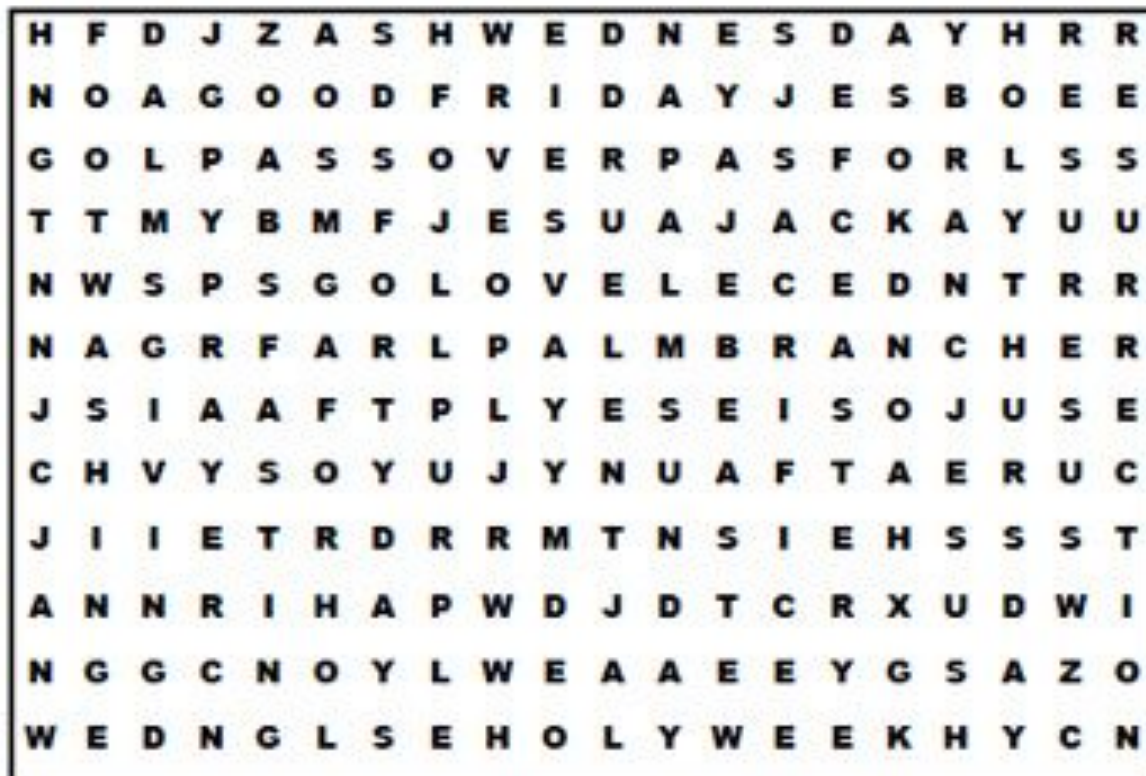 H F D J Z A S H W E D N E S D A Y H R R
N O A G O O D F R I D A Y J E S B O E E
G O L P A S S O V E R P A S F O R L S S
T T M Y B M F J E S U A J A C K A Y U U
N W S P S G O L O V E L E C E D N T R R
N A G R F A R L P A L M B R A N C H E R
J S I A A F T P L Y E S E I S O J U S E
C H V Y S O Y U J Y N U A F T A E R U C
J I I E T R D R R M T N S I E H S S S T
A N N R I H A P W D J D T C R X U D W I
N G G C N O Y L W E A A E E Y G S A Z O
W E D N G L S E H O L Y W E E K H Y C N